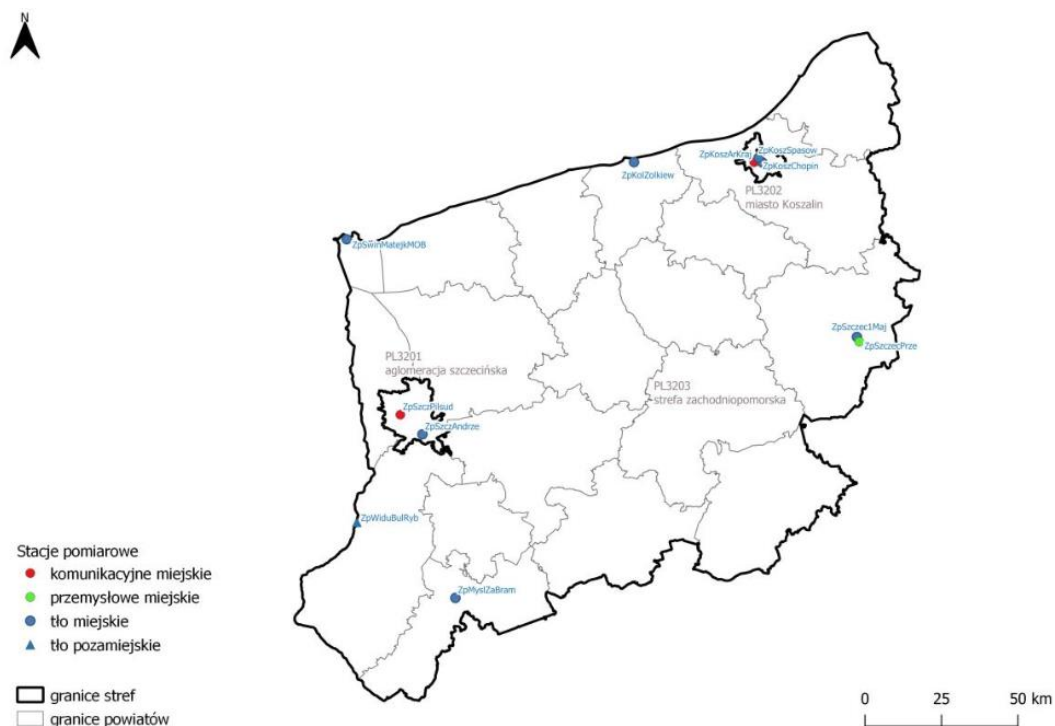 N
ZpKoszSpasow
ZpKoszArKraj
ZpKoszChopin
ZpKolZolkiew
PL3202
miasto Koszalin
ZpSwinMatejkMOB
ZpSzczec1Maj
ZpSzczecPrze
PL3201
aglomeracja szczecińska
PL3203
strefa zachodniopomorska
ZpSzczPilsud
ZpSzczAndrze
ZpWiduBulRyb
ZpMyslZaBram
Stacje pomiarowe
komunikacyjne miejskie
przemysłowe miejskie
tło miejskie
tło pozamiejskie
granice stref
granice powiatów
0 25 50 km